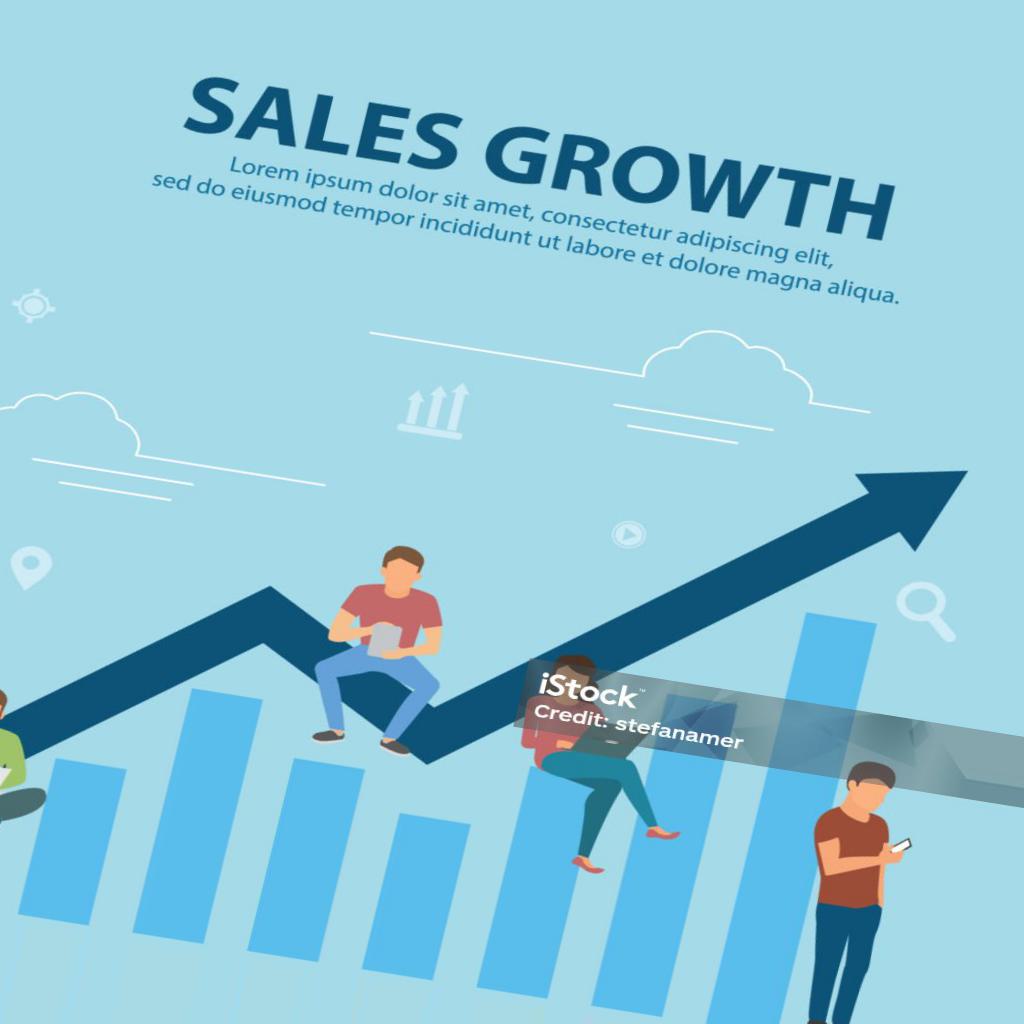 SALES GROWTH
Lorem ipsum dolor sit amet, consectetur adipiscing elit,
sed do eiusmod tempor incididunt ut labore et dolore magna aliqua.
iStock™
Credit: stefanamer